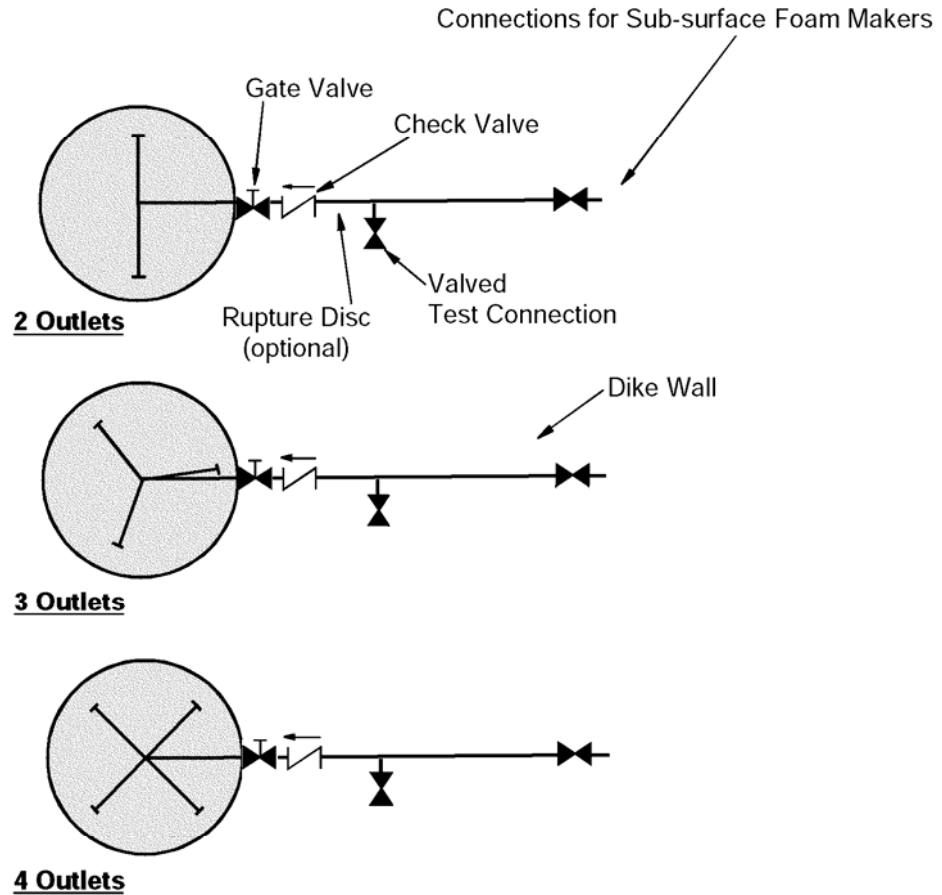 Connections for Sub-surface Foam Makers
Gate Valve
Check Valve
Valved
Test Connection
Rupture Disc
(optional)
2 Outlets
Dike Wall
3 Outlets
4 Outlets